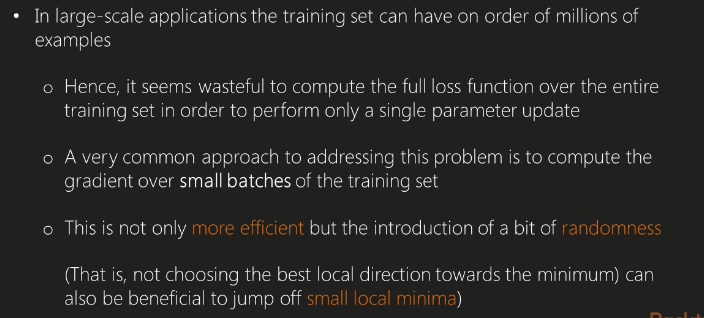 • In large-scale applications the training set can have on order of millions of
examples
o Hence, it seems wasteful to compute the full loss function over the entire
training set in order to perform only a single parameter update
o A very common approach to addressing this problem is to compute the
gradient over small batches of the training set
o This is not only more efficient but the introduction of a bit of randomness
(That is, not choosing the best local direction towards the minimum) can
also be beneficial to jump off small local minima)